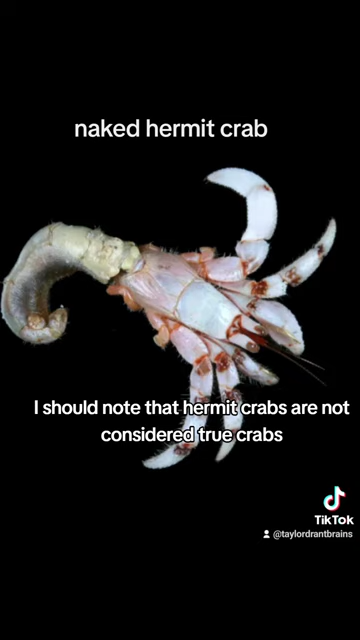 naked hermit crab
I should note that hermit crabs are not
considered true crabs
TikTok
@taylordrantbrains